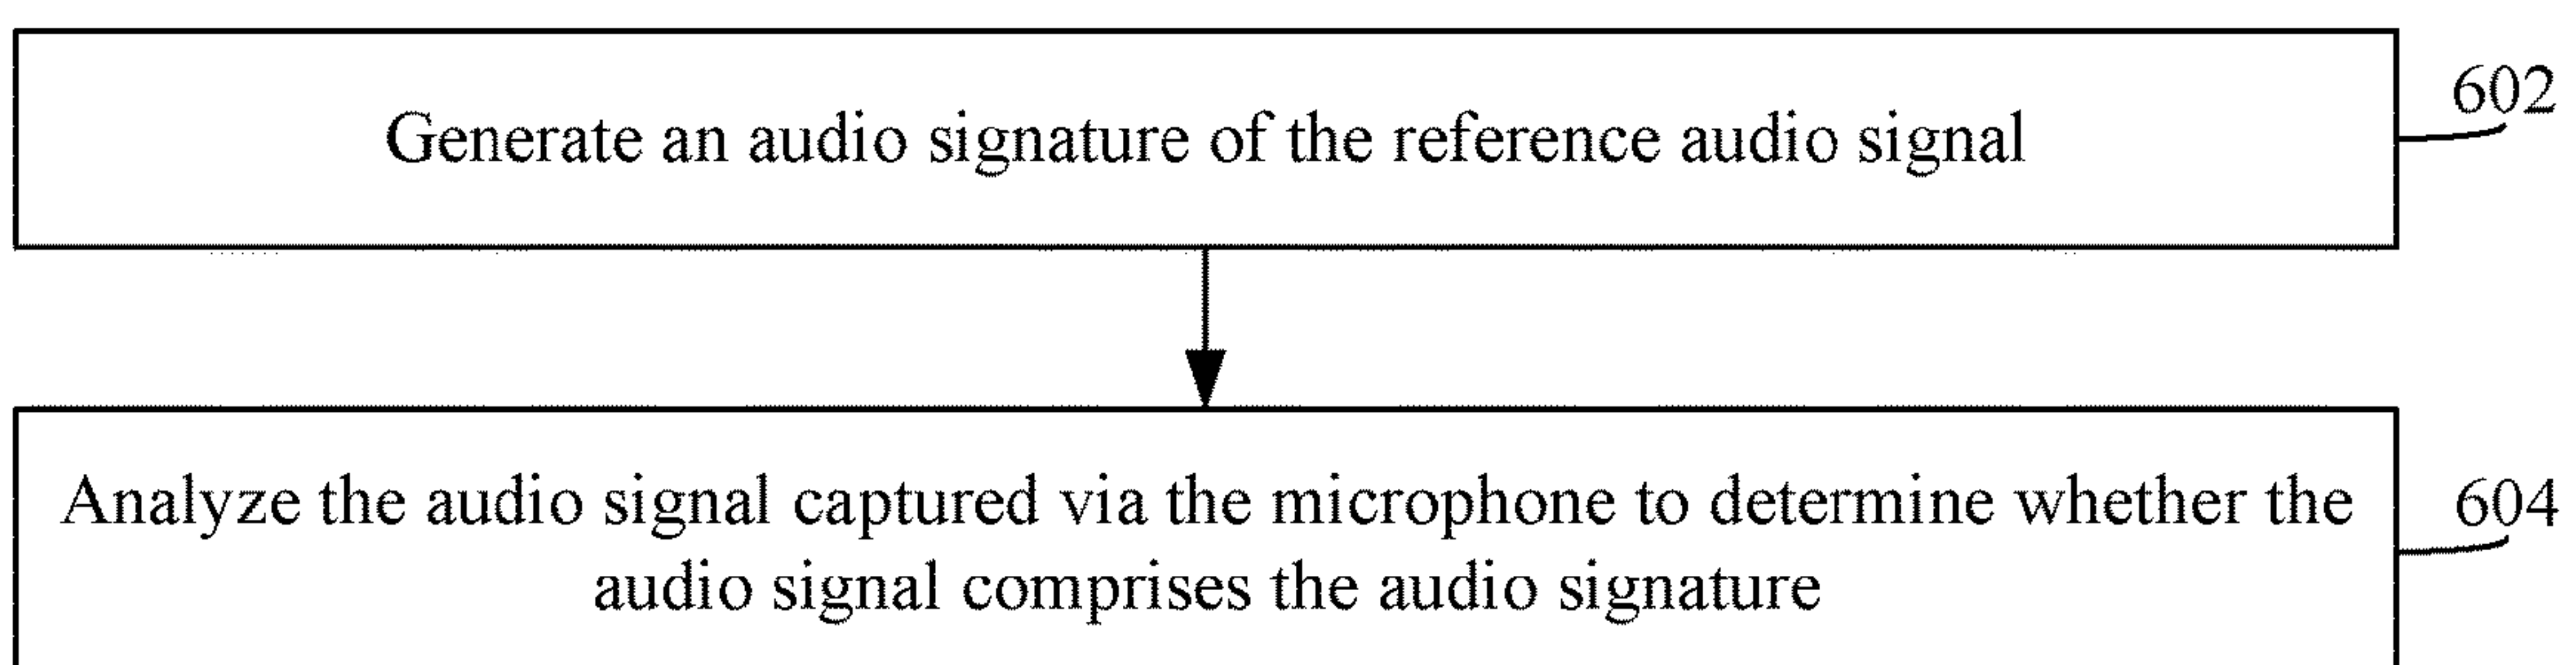 Generate an audio signature of the reference audio signal
602
Analyze the audio signal captured via the microphone to determine whether the
audio signal comprises the audio signature
604